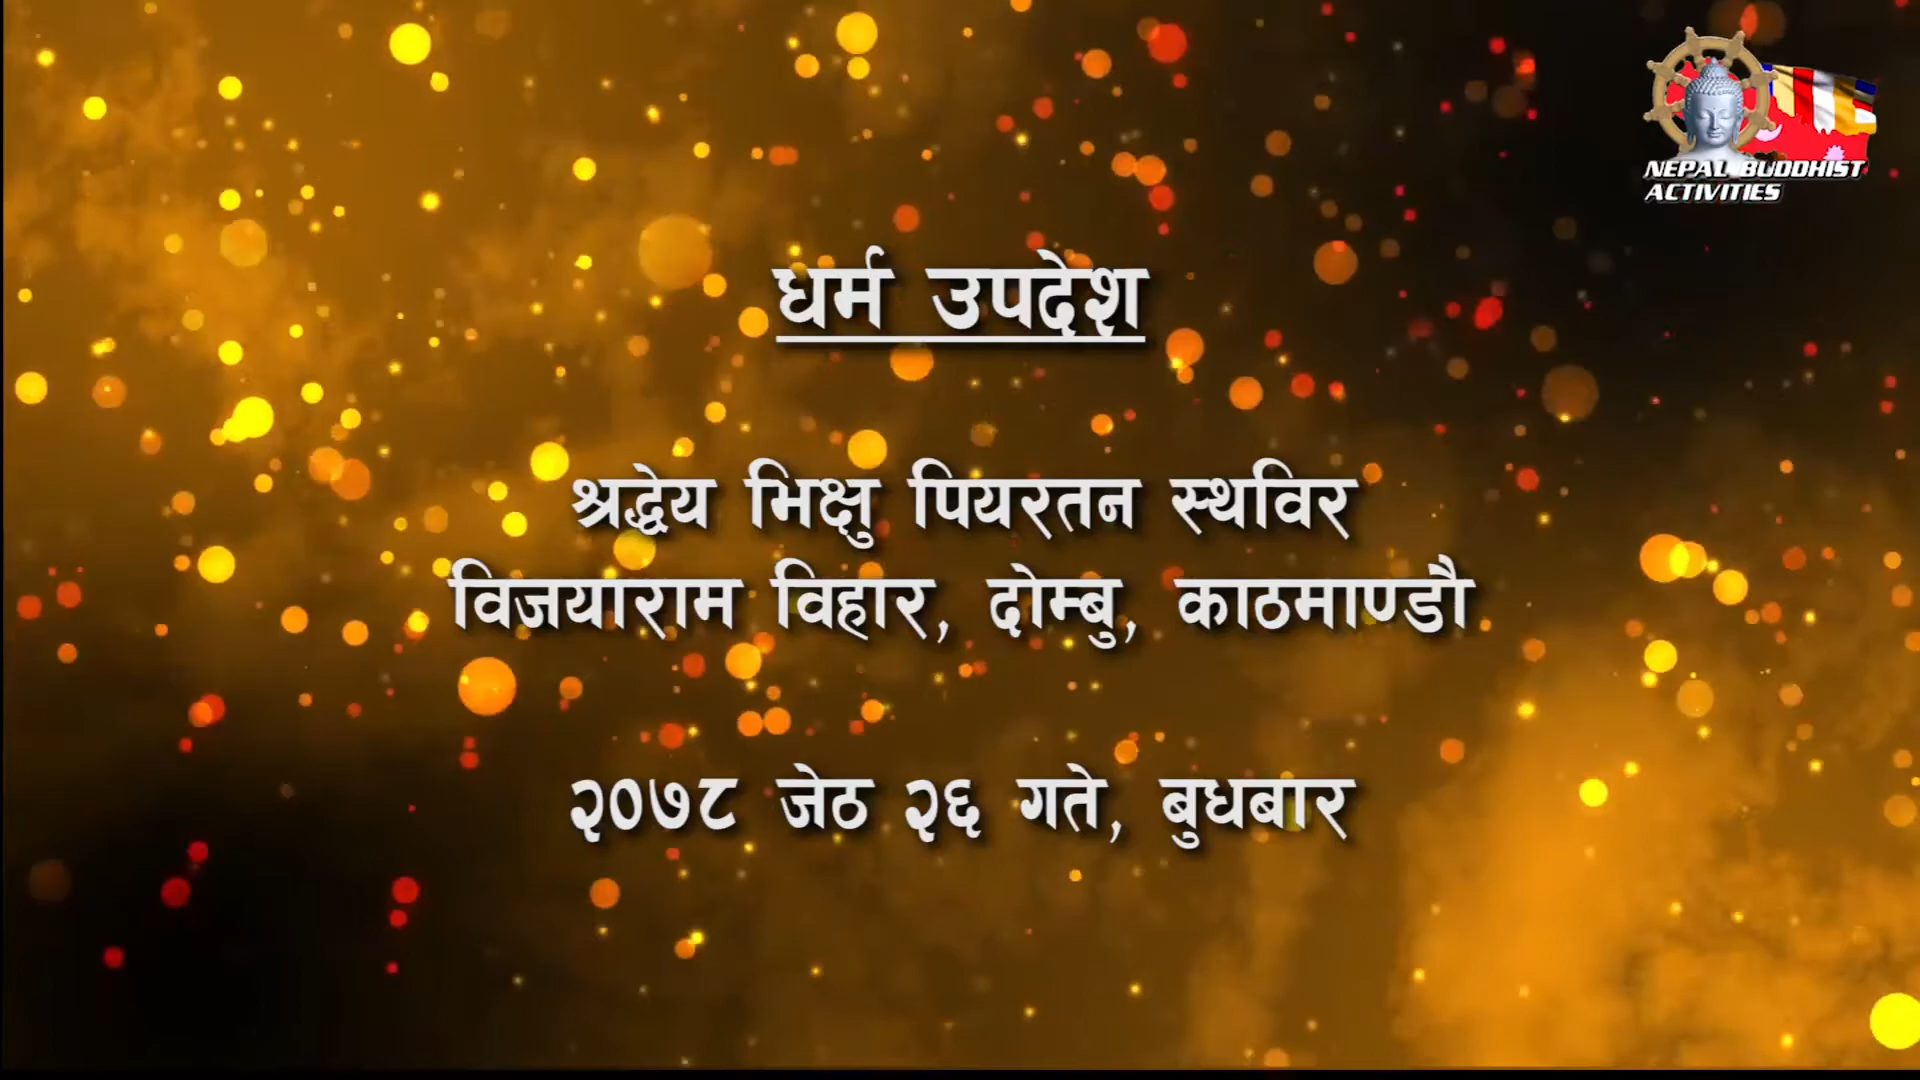 NEPAL BUDDHIST
ACTIVITIES
धर्म उपदेश
श्रद्धेय भिक्षु पियरतन स्थविर
विजयाराम विहार, दोम्बु, काठमाण्डौ
२०७८ जेठ २६ गते, बुधबार